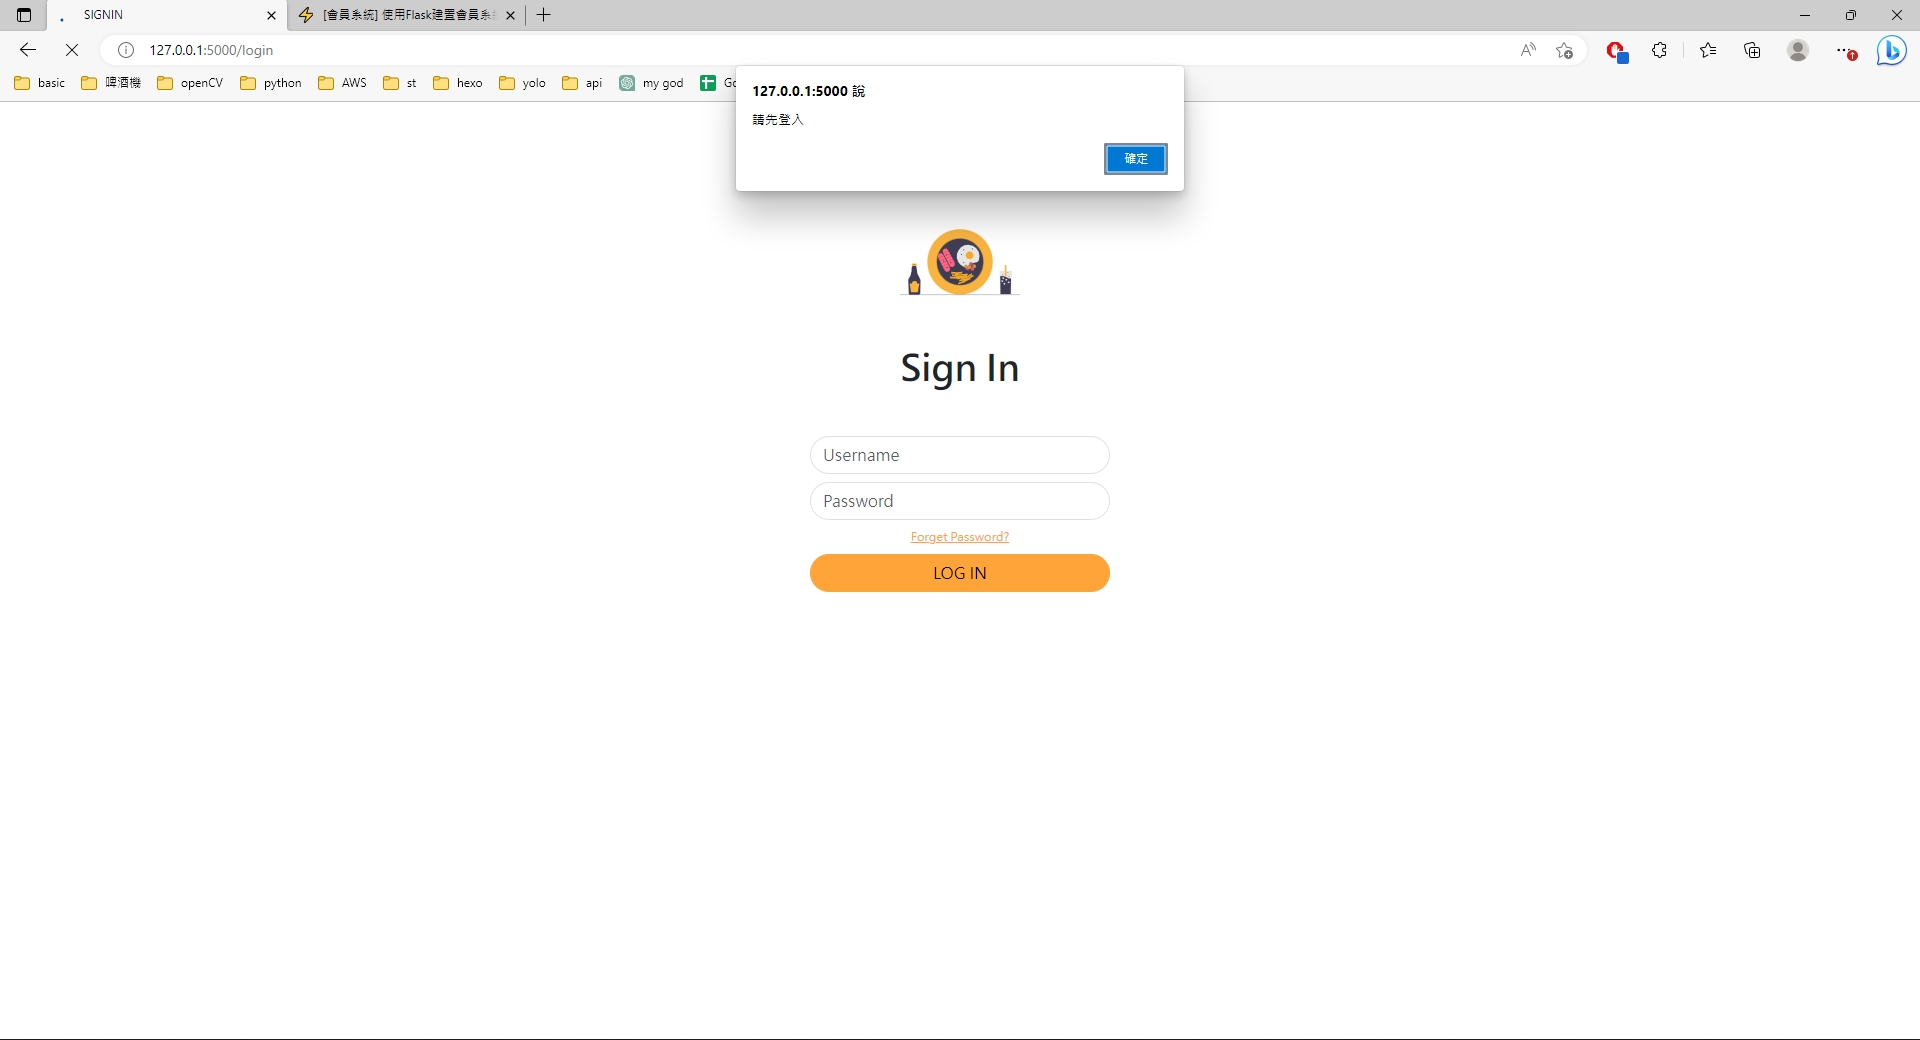 SIGNIN
[會員系統] 使用Flask建置會員系
127.0.0.1:5000/login
basic
啤酒機
openCV
python
AWS
st
hexo
yolo
api
my god
127.0.0.1:5000 說
請先登入
確定
Sign In
Username
Password
Forget Password?
LOG IN